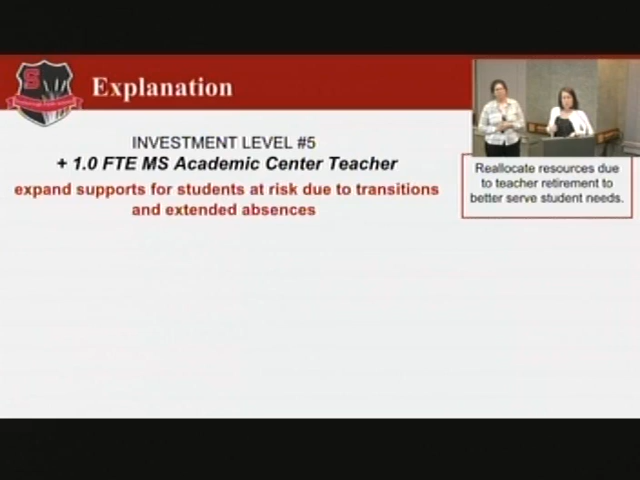 S
Explanation
INVESTMENT LEVEL #5
+ 1.0 FTE MS Academic Center Teacher
expand supports for students at risk due to transitions
and extended absences
Reallocate resources due
to teacher retirement to
better serve student needs.